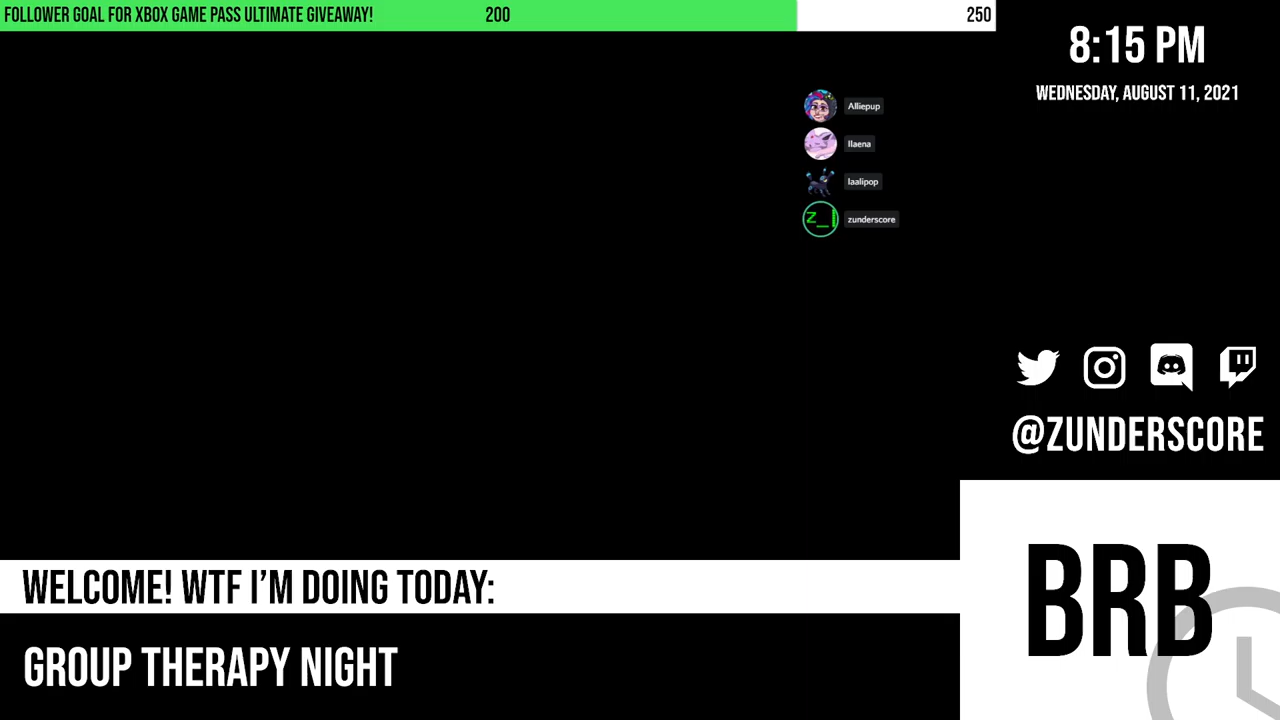 FOLLOWER GOAL FOR XBOX GAME PASS ULTIMATE GIVEAWAY! 200 250
8:15 PM
WEDNESDAY, AUGUST 11, 2021
Alliepup
llaena
laalipop
Z_
zunderscore
@ZUNDERSCORE
WELCOME! WTF I'M DOING TODAY:
GROUP THERAPY NIGHT
BRB